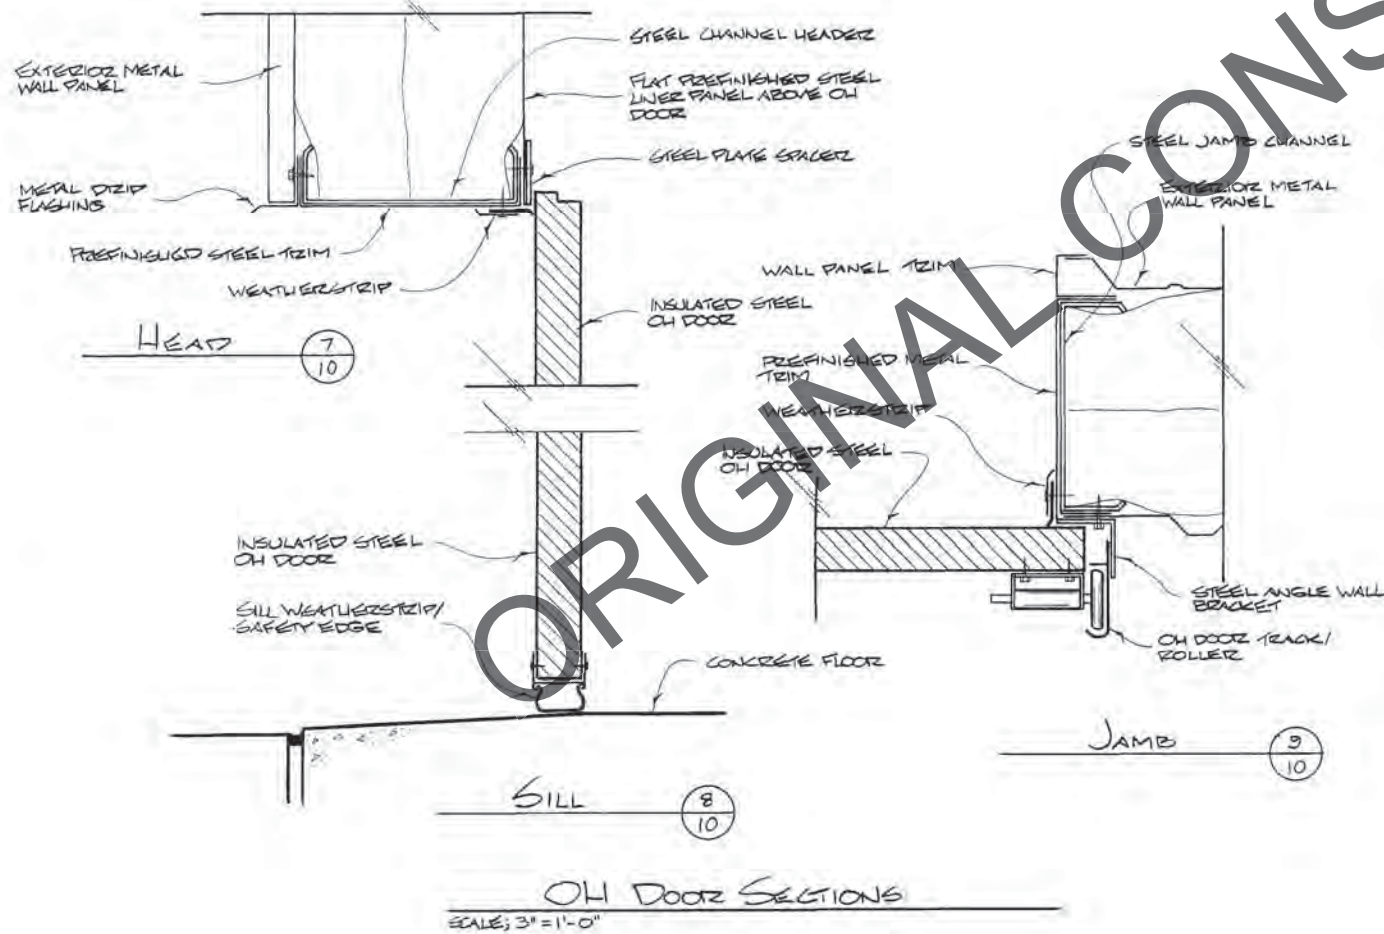 STEEL CHANNEL HEADER
EXTERIOR METAL
WALL PANEL
FLAT PREFINISHED STEEL
LINER PANEL ABOVE OH
DOOR
STEEL PLATE SPACER
METAL DRIP
FLASHING
PREFINISHED STEEL TRIM
WEATHERSTRIP
INSULATED STEEL
OH DOOR
HEAD
7
10
STEEL JAMB CHANNEL
EXTERIOR METAL
WALL PANEL
WALL PANEL TRIM
PREFINISHED METAL
TRIM
WEATHERSTRIP
INSULATED STEEL
OH DOOR
STEEL ANGLE WALL
BRACKET
OH DOOR TRACK/
ROLLER
JAMB
9
10
INSULATED STEEL
OH DOOR
SILL WEATHERSTRIP/
SAFETY EDGE
CONCRETE FLOOR
SILL
8
10
OH DOOR SECTIONS
SCALE; 3"=1'-0"
ORIGINAL CONS